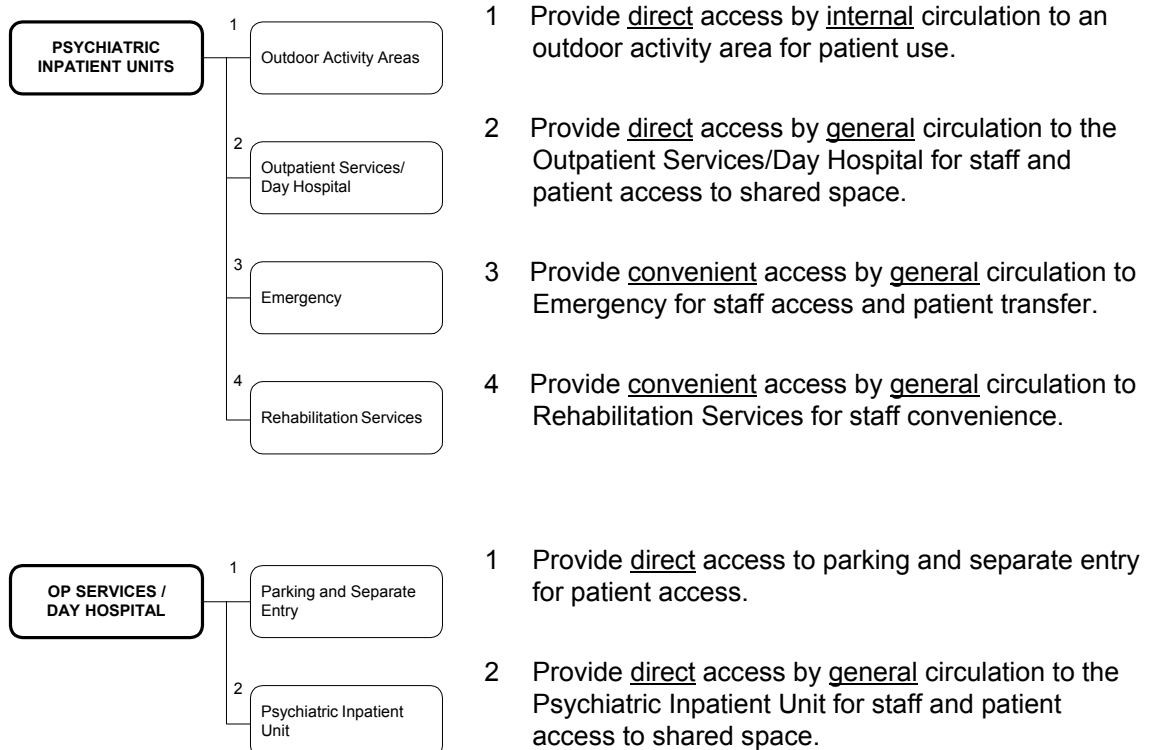 PSYCHIATRIC
INPATIENT UNITS
1
Outdoor Activity Areas
2
Outpatient Services/
Day Hospital
3
Emergency
4
Rehabilitation Services
1 Provide direct access by internal circulation to an
outdoor activity area for patient use.
2 Provide direct access by general circulation to the
Outpatient Services/Day Hospital for staff and
patient access to shared space.
3 Provide convenient access by general circulation to
Emergency for staff access and patient transfer.
4 Provide convenient access by general circulation to
Rehabilitation Services for staff convenience.
OP SERVICES /
DAY HOSPITAL
1
Parking and Separate
Entry
2
Psychiatric Inpatient
Unit
1 Provide direct access to parking and separate entry
for patient access.
2 Provide direct access by general circulation to the
Psychiatric Inpatient Unit for staff and patient
access to shared space.